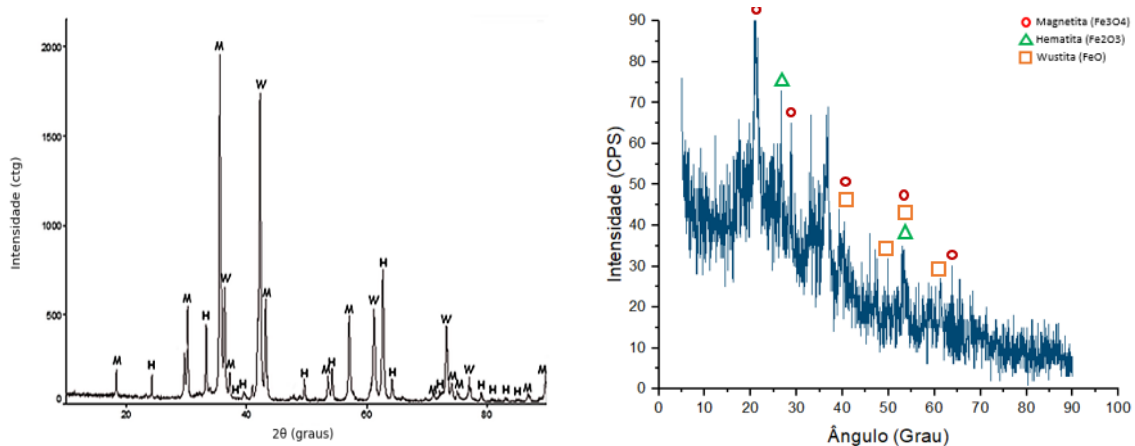 2000
1500
1000
500
0
Intensidade (ctg)
M
H
M
H
M
W
M
H
H
W
M
H
M
H
M
W
H
H
M
H
W
M
M
W
H
H
H
H
M
M
20
40
60
80
2θ (graus)
Magnetita (Fe3O4)
Hematita (Fe2O3)
Wustita (FeO)
90
80
70
60
50
40
30
20
10
0
Intensidade (CPS)
0 10 20 30 40 50 60 70 80 90 100
Ângulo (Grau)